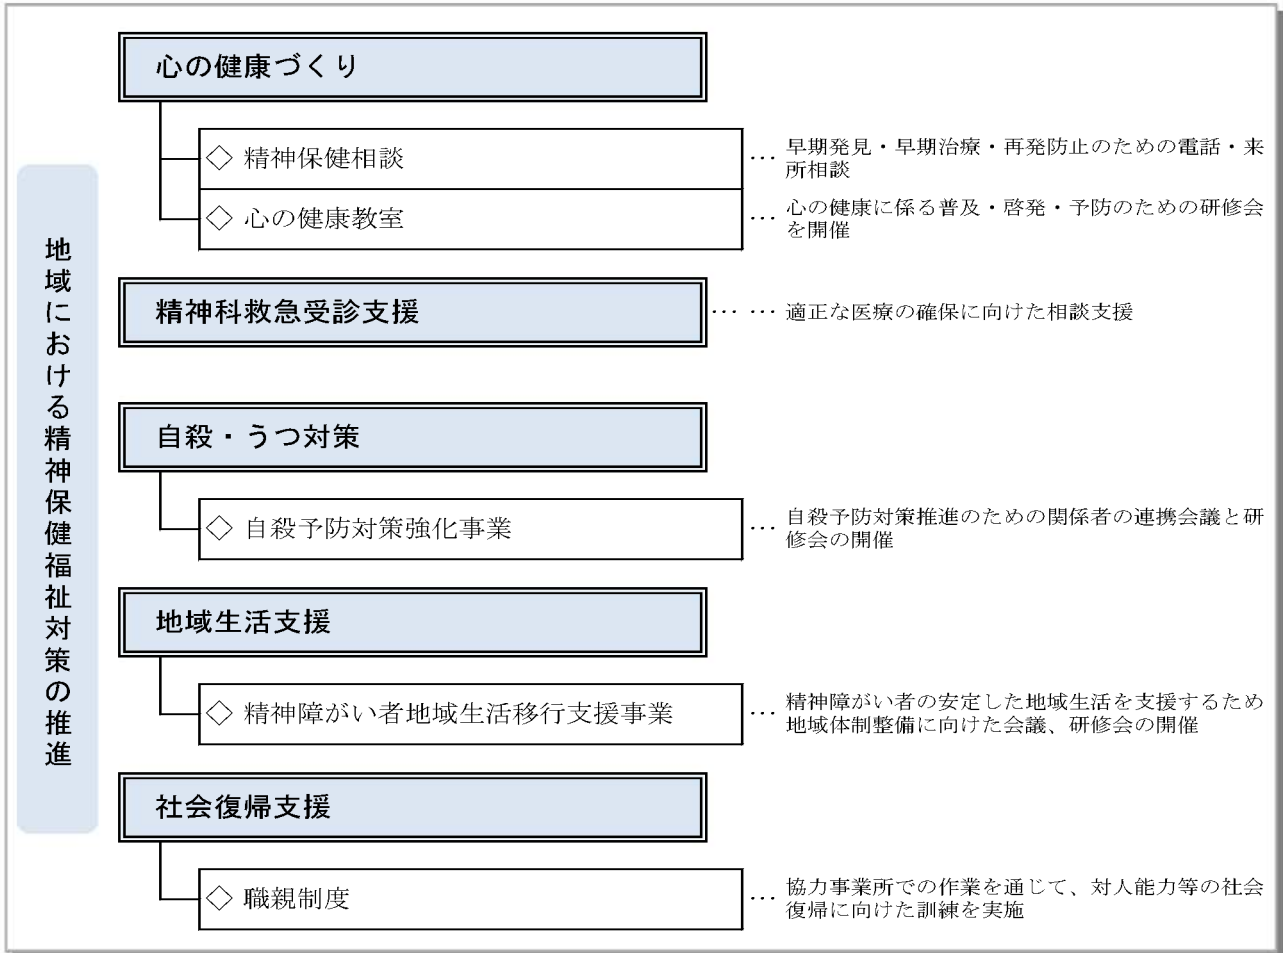 地域における精神保健福祉対策の推進
心の健康づくり
◇ 精神保健相談
… 早期発見・早期治療・再発防止のための電話・来
所相談
◇ 心の健康教室
… 心の健康に係る普及・啓発・予防のための研修会
を開催
精神科救急受診支援
… … 適正な医療の確保に向けた相談支援
自殺・うつ対策
◇ 自殺予防対策強化事業
… 自殺予防対策推進のための関係者の連携会議と研
修会の開催
地域生活支援
◇ 精神障がい者地域生活移行支援事業
… 精神障がい者の安定した地域生活を支援するため
地域体制整備に向けた会議、研修会の開催
社会復帰支援
◇ 職親制度
… 協力事業所での作業を通じて、対人能力等の社会
復帰に向けた訓練を実施